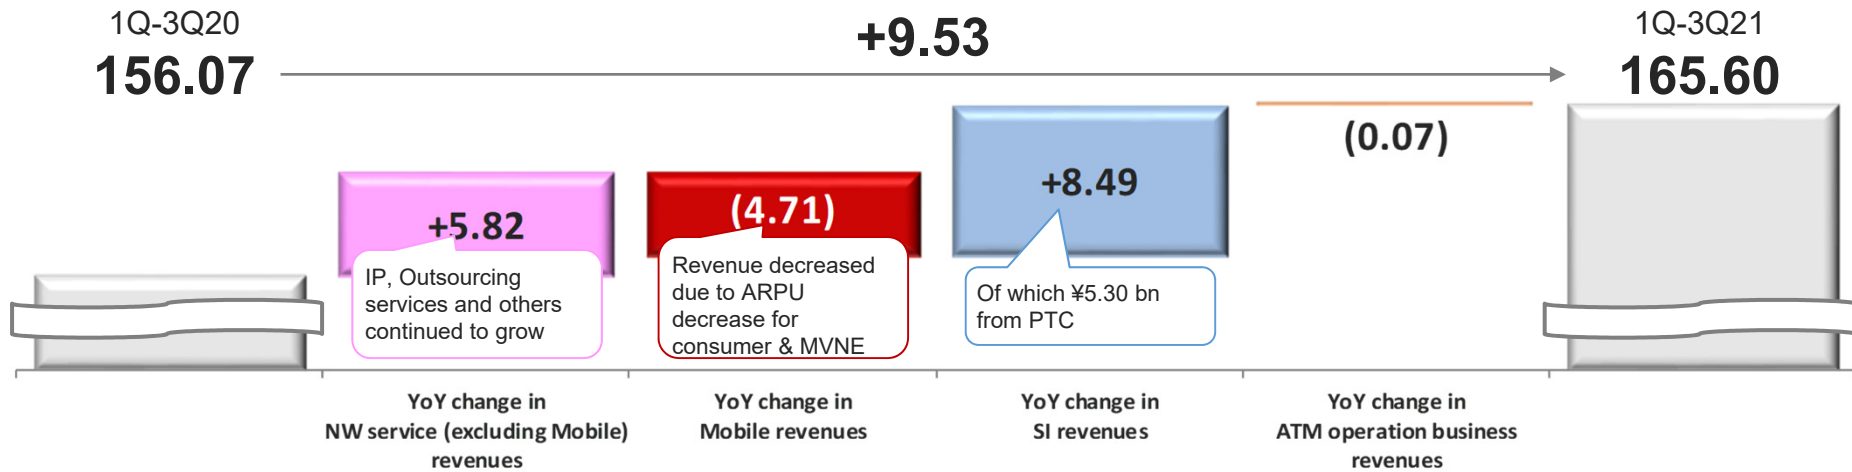 1Q-3Q20
156.07
+9.53
1Q-3Q21
165.60
+5.82
IP, Outsourcing
services and others
continued to grow
(4.71)
Revenue decreased
due to ARPU
decrease for
consumer & MVNE
+8.49
Of which ¥5.30 bn
from PTC
(0.07)
YoY change in
NW service (excluding Mobile)
revenues
YoY change in
Mobile revenues
YoY change in
SI revenues
YoY change in
ATM operation business
revenues